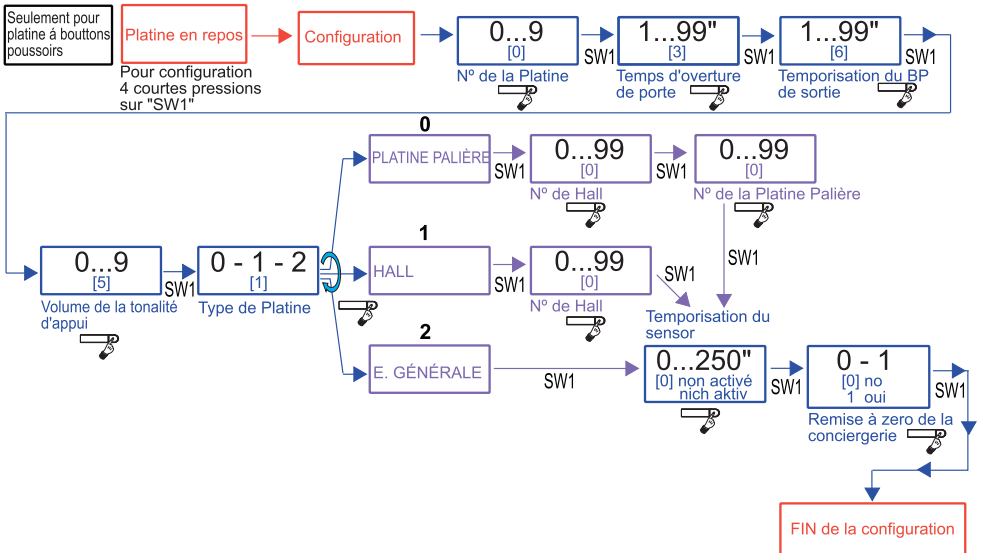 Seulement pour
platine á bouttons
poussoirs
Platine en repos
Configuration
Pour configuration
4 courtes pressions
sur "SW1"
0...9
[0]
Nº de la Platine
SW1
1...99"
[3]
Temps d'overture
de porte
SW1
1...99"
[6]
Temporisation du BP
de sortie
SW1
0
PLATINE PALIÈRE
SW1
0...99
[0]
Nº de Hall
SW1
0...99
[0]
Nº de la Platine Palière
SW1
0...9
[5]
Volume de la tonalité
d'appui
SW1
0 - 1 - 2
[1]
Type de Platine
1
HALL
SW1
0...99
[0]
Nº de Hall
SW1
2
E. GÉNÉRALE
SW1
Temporisation du
sensor
0...250"
[0] non activé
nich aktiv
SW1
0 - 1
[0] no
1 oui
Remise à zero de la
conciergerie
SW1
FIN de la configuration